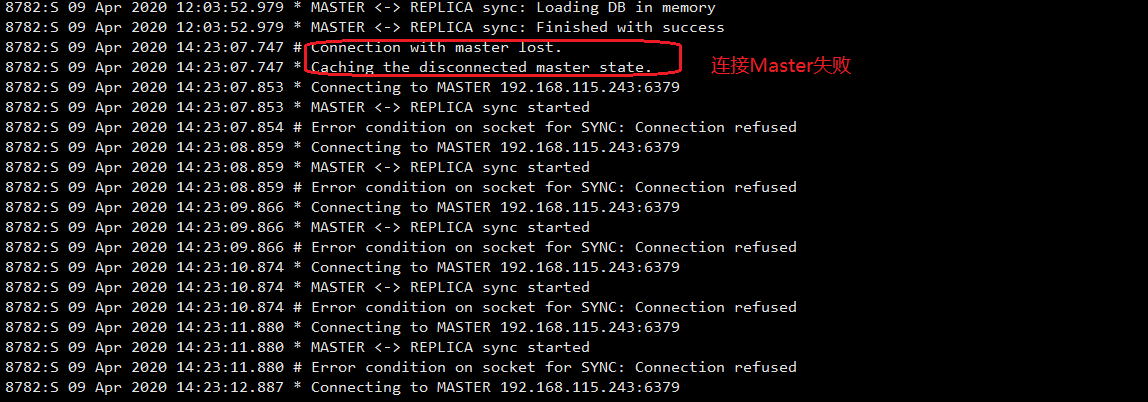 8782:S 09 Apr 2020 12:03:52.979 * MASTER <-> REPLICA sync: Loading DB in memory
8782:S 09 Apr 2020 12:03:52.979 * MASTER <-> REPLICA sync: Finished with success
8782:S 09 Apr 2020 14:23:07.747 # Connection with master lost.
8782:S 09 Apr 2020 14:23:07.747 * Caching the disconnected master state.
连接Master失败
8782:S 09 Apr 2020 14:23:07.853 * Connecting to MASTER 192.168.115.243:6379
8782:S 09 Apr 2020 14:23:07.853 * MASTER <-> REPLICA sync started
8782:S 09 Apr 2020 14:23:07.854 # Error condition on socket for SYNC: Connection refused
8782:S 09 Apr 2020 14:23:08.859 * Connecting to MASTER 192.168.115.243:6379
8782:S 09 Apr 2020 14:23:08.859 * MASTER <-> REPLICA sync started
8782:S 09 Apr 2020 14:23:08.859 # Error condition on socket for SYNC: Connection refused
8782:S 09 Apr 2020 14:23:09.866 * Connecting to MASTER 192.168.115.243:6379
8782:S 09 Apr 2020 14:23:09.866 * MASTER <-> REPLICA sync started
8782:S 09 Apr 2020 14:23:09.866 # Error condition on socket for SYNC: Connection refused
8782:S 09 Apr 2020 14:23:10.874 * Connecting to MASTER 192.168.115.243:6379
8782:S 09 Apr 2020 14:23:10.874 * MASTER <-> REPLICA sync started
8782:S 09 Apr 2020 14:23:10.874 # Error condition on socket for SYNC: Connection refused
8782:S 09 Apr 2020 14:23:11.880 * Connecting to MASTER 192.168.115.243:6379
8782:S 09 Apr 2020 14:23:11.880 * MASTER <-> REPLICA sync started
8782:S 09 Apr 2020 14:23:11.880 # Error condition on socket for SYNC: Connection refused
8782:S 09 Apr 2020 14:23:12.887 * Connecting to MASTER 192.168.115.243:6379